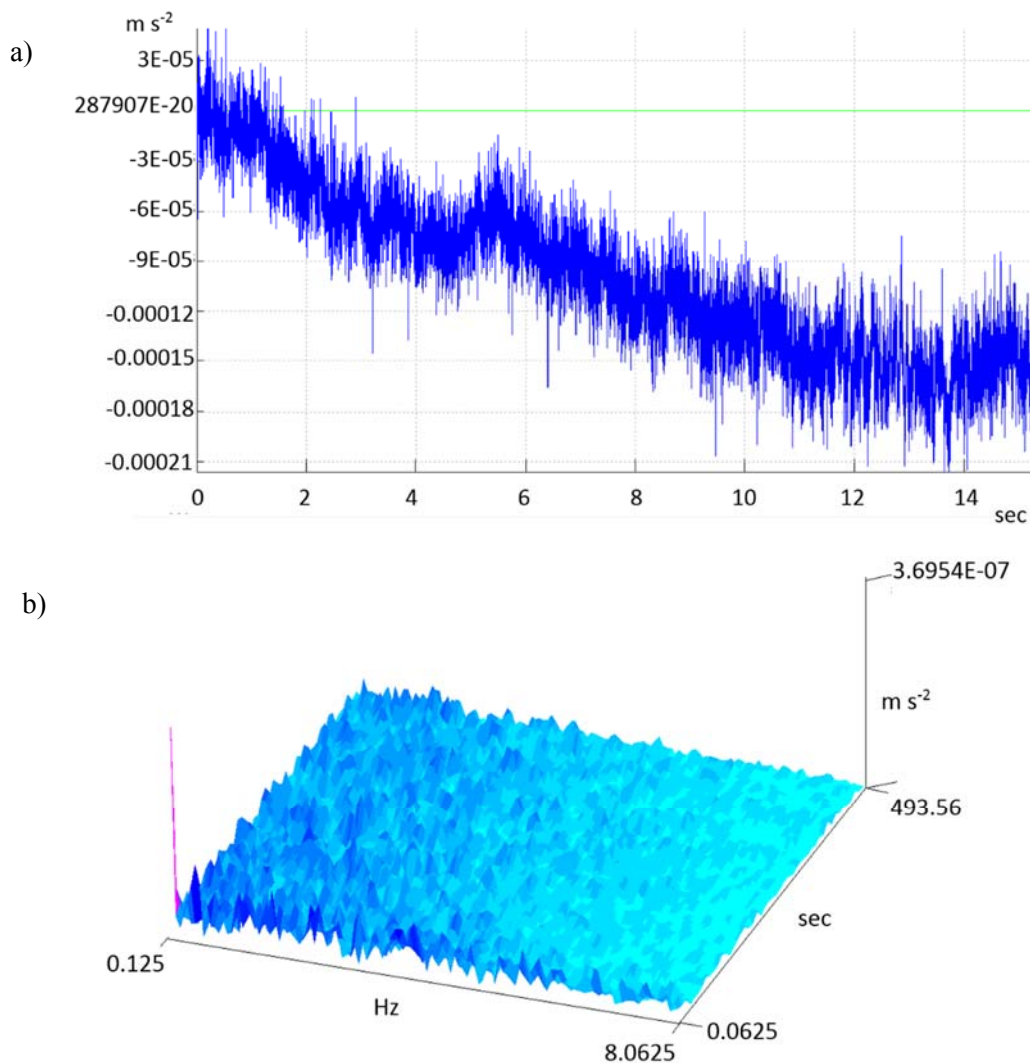 a)
m s-2
3E-05
287907E-20
-3E-05
-6E-05
-9E-05
-0.00012
-0.00015
-0.00018
-0.00021
0 2 4 6 8 10 12 14
sec
b)
3.6954E-07
m s-2
493.56
sec
0.125
Hz
0.0625
8.0625